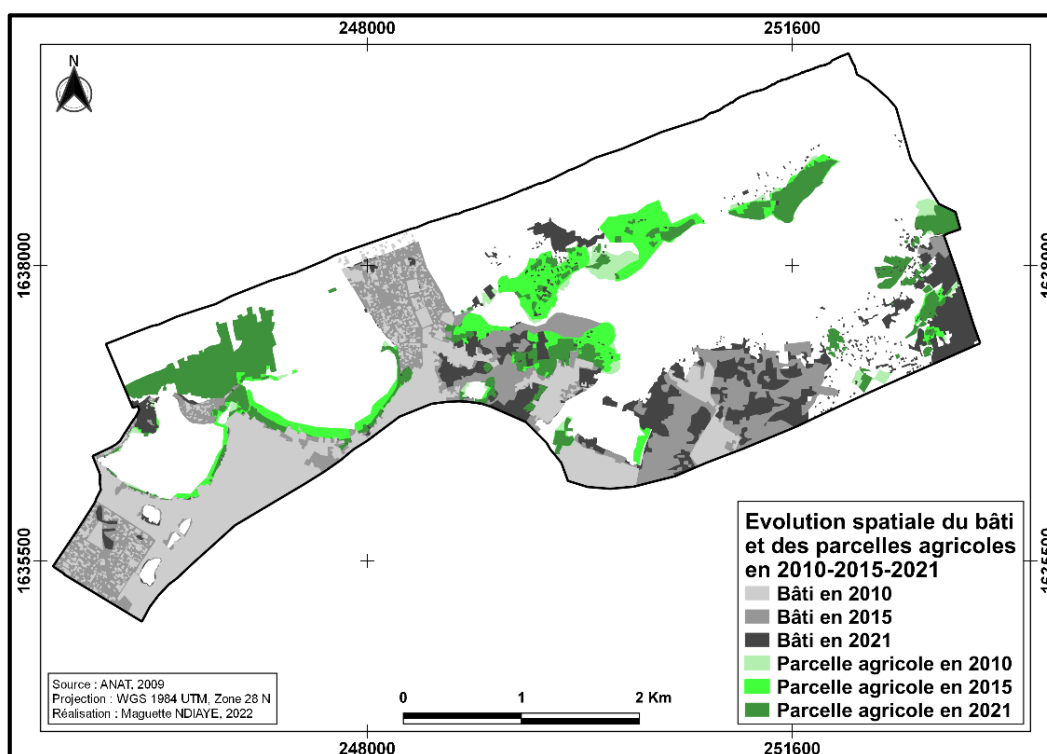 248000
251600
N
1638000
1638000
1635500
1635500
Evolution spatiale du bâti
et des parcelles agricoles
en 2010-2015-2021
Bâti en 2010
Bâti en 2015
Bâti en 2021
Parcelle agricole en 2010
Parcelle agricole en 2015
Parcelle agricole en 2021
Source : ANAT, 2009
Projection : WGS 1984 UTM, Zone 28 N
Réalisation : Maguette NDIAYE, 2022
0 1 2 Km
248000
251600